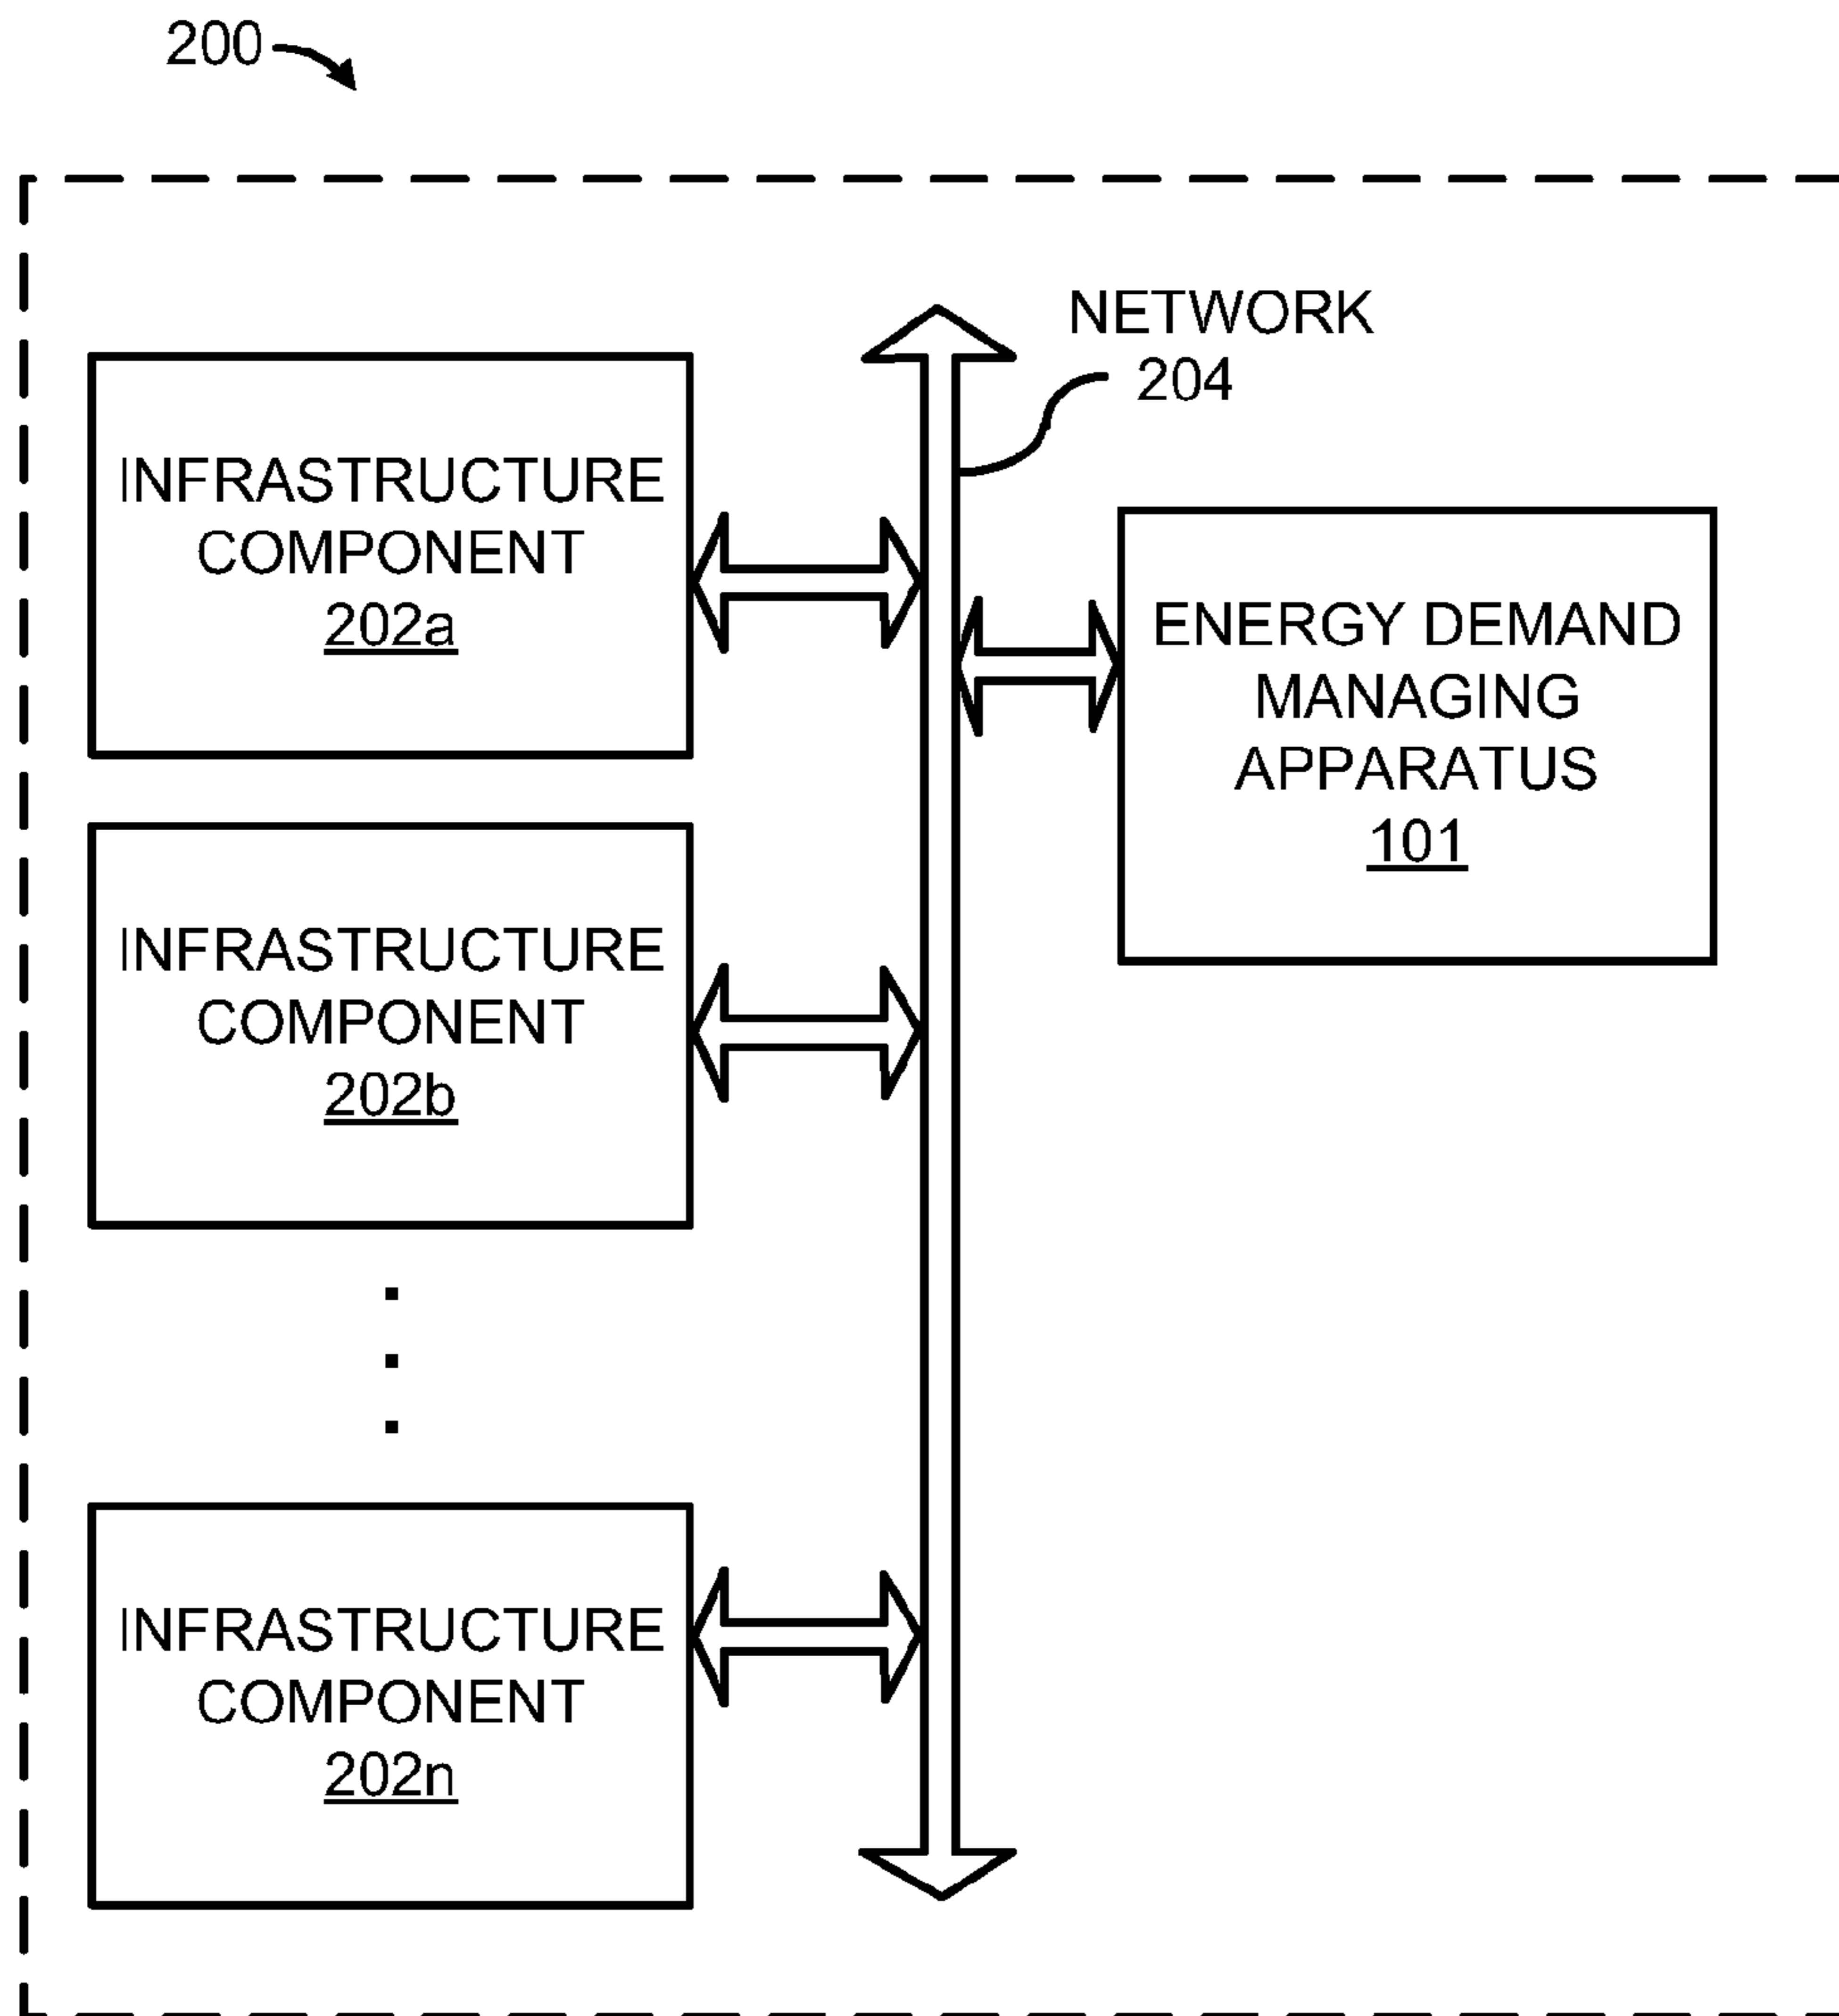 200
NETWORK
204
INFRASTRUCTURE
COMPONENT
202a
ENERGY DEMAND
MANAGING
APPARATUS
101
INFRASTRUCTURE
COMPONENT
202b
INFRASTRUCTURE
COMPONENT
202n